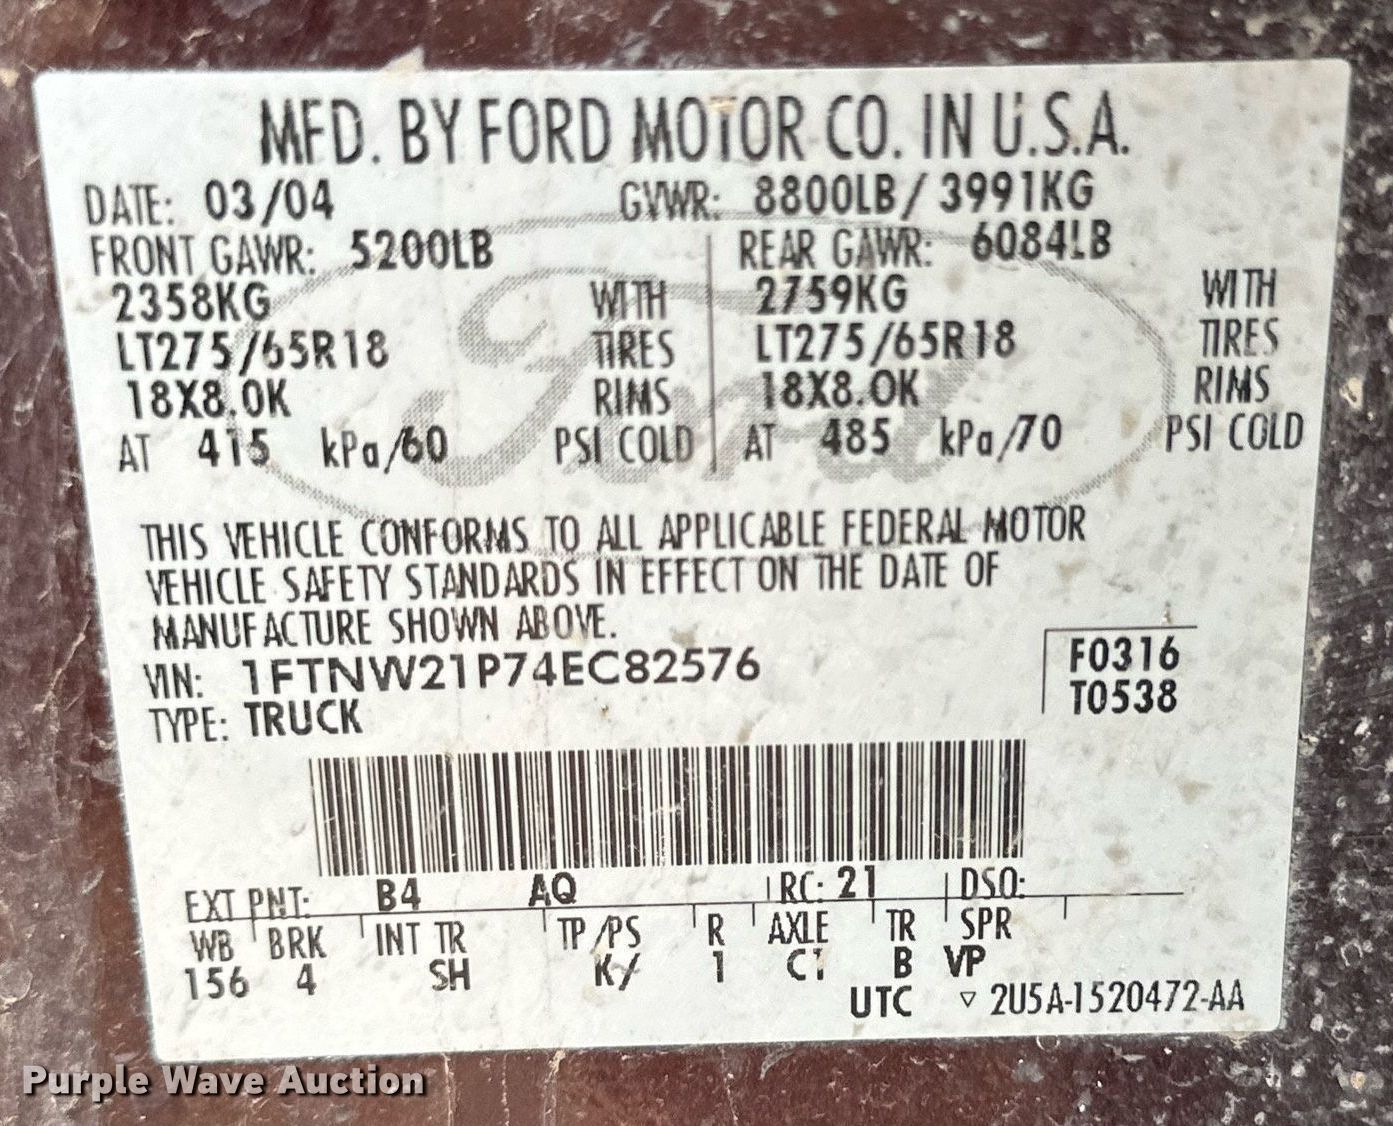 MFD. BY FORD MOTOR CO. IN U.S.A.
DATE: 03/04 GVWR: 8800LB / 3991KG
FRONT GAWR: 5200LB REAR GAWR: 6084LB
2358KG WITH 2759KG WITH
LT275/65R18 TIRES LT275/65R18 TIRES
18X8.0K RIMS 18X8.0K RIMS
AT 415 kPa/60 PSI COLD AT 485 kPa/70 PSI COLD
Ford
THIS VEHICLE CONFORMS TO ALL APPLICABLE FEDERAL MOTOR
VEHICLE SAFETY STANDARDS IN EFFECT ON THE DATE OF
MANUFACTURE SHOWN ABOVE.
VIN: 1FTNW21P74EC82576 F0316
TYPE: TRUCK T0538
EXT PNT: B4 AQ RC: 21 DSO:
WB BRK INT TR TP/PS R AXLE TR SPR
156 4 SH K/ 1 C1 B VP
UTC ▽ 2U5A-1520472-AA
Purple Wave Auction